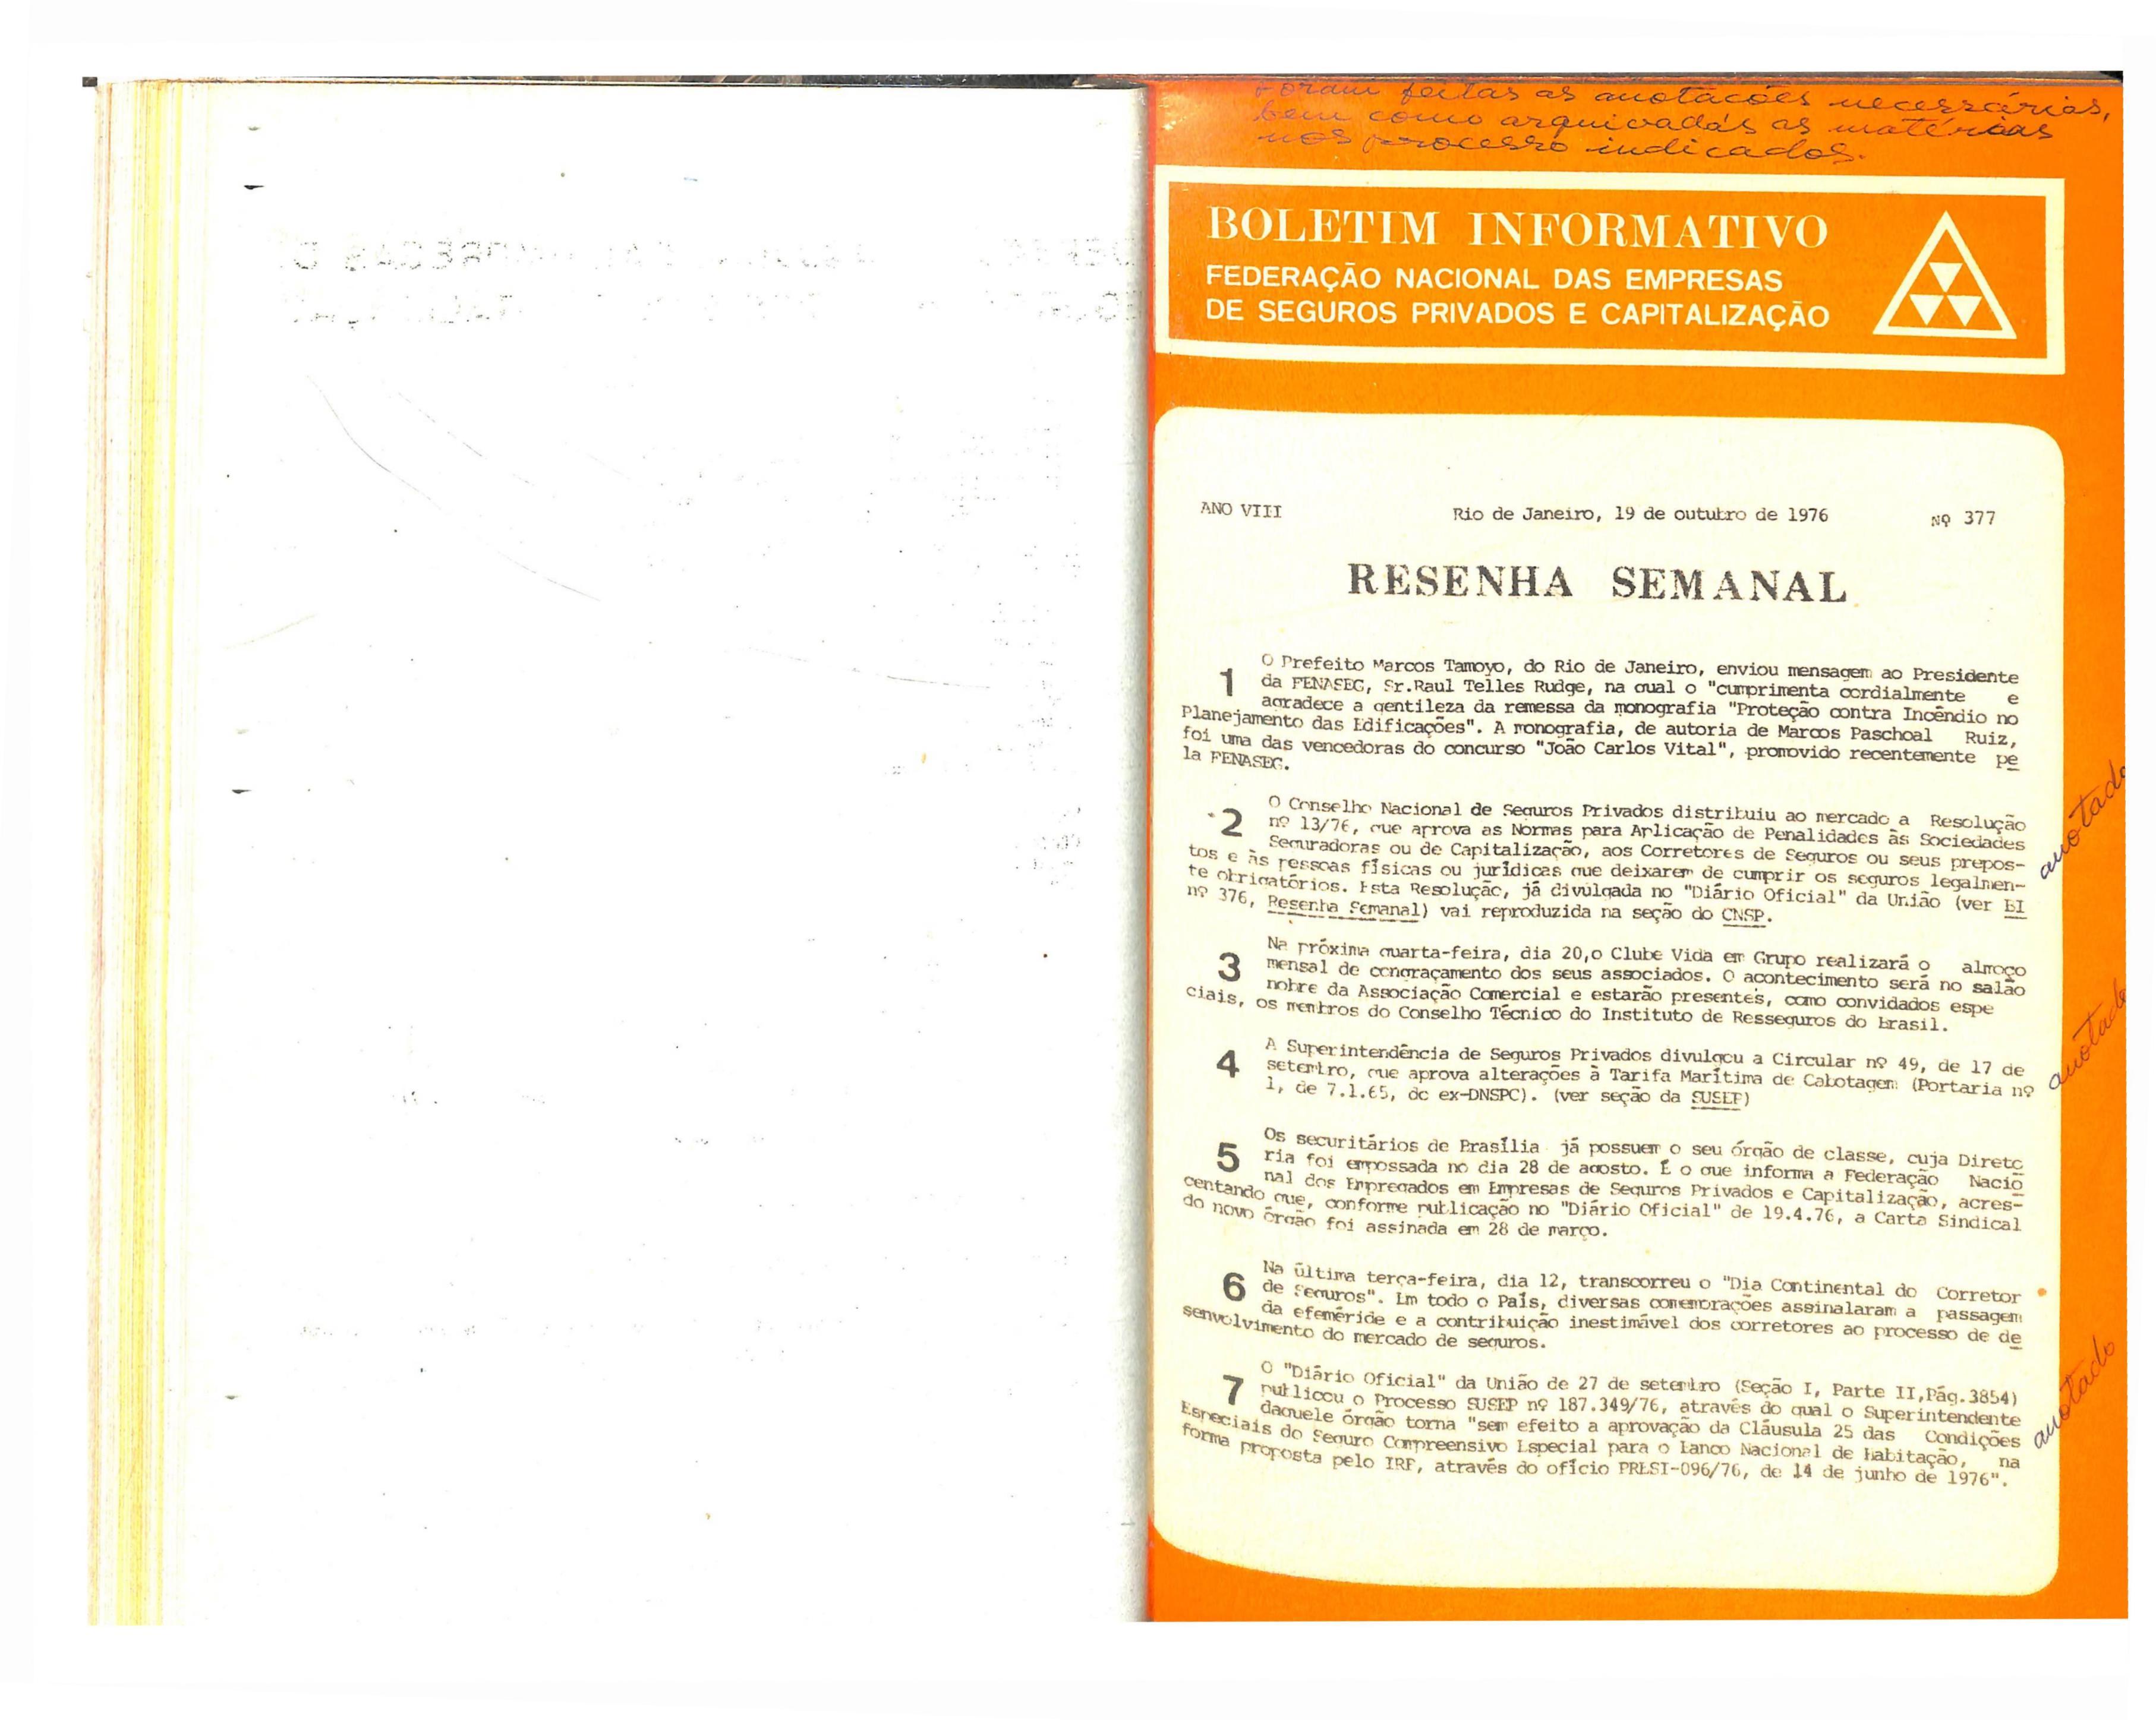 Foram feitas as anotacões necessárias,
bem como arquivadas as matérias
nos processo indicados.
BOLETIM INFORMATIVO
FEDERAÇÃO NACIONAL DAS EMPRESAS
DE SEGUROS PRIVADOS E CAPITALIZAÇÃO
ANO VIII Rio de Janeiro, 19 de outubro de 1976 Nº 377
RESENHA SEMANAL
1 O Prefeito Marcos Tamoyo, do Rio de Janeiro, enviou mensagem ao Presidente
da FENASEG, Sr.Raul Telles Rudge, na qual o "cumprimenta cordialmente e
agradece a gentileza da remessa da monografia "Proteção contra Incêndio no
Planejamento das Edificações". A monografia, de autoria de Marcos Paschoal Ruiz,
foi uma das vencedoras do concurso "João Carlos Vital", promovido recentemente pe
la FENASEG.
2 O Conselho Nacional de Seguros Privados distribuiu ao mercado a Resolução
nº 13/76, que aprova as Normas para Aplicação de Penalidades às Sociedades
Seguradoras ou de Capitalização, aos Corretores de Seguros ou seus prepos-
tos e às pessoas físicas ou jurídicas que deixarem de cumprir os seguros legalmen-
te obrigatórios. Esta Resolução, já divulgada no "Diário Oficial" da União (ver BI
nº 376, Resenha Semanal) vai reproduzida na seção do CNSP.
anotado
3 Na próxima quarta-feira, dia 20,o Clube Vida em Grupo realizará o almoço
mensal de congraçamento dos seus associados. O acontecimento será no salão
nobre da Associação Comercial e estarão presentes, como convidados espe
ciais, os membros do Conselho Técnico do Instituto de Resseguros do Brasil.
4 A Superintendência de Seguros Privados divulgou a Circular nº 49, de 17 de
setembro, que aprova alterações à Tarifa Marítima de Cabotagem (Portaria nº
1, de 7.1.65, do ex-DNSPC). (ver seção da SUSEP)
anotado
5 Os securitários de Brasília já possuem o seu órgão de classe, cuja Direto
ria foi empossada no dia 28 de agosto. É o que informa a Federação Nacio
nal dos Empregados em Empresas de Seguros Privados e Capitalização, acres-
centando que, conforme publicação no "Diário Oficial" de 19.4.76, a Carta Sindical
do novo órgão foi assinada em 28 de março.
6 Na última terça-feira, dia 12, transcorreu o "Dia Continental do Corretor
de Seguros". Em todo o País, diversas comemorações assinalaram a passagem
da efeméride e a contribuição inestimável dos corretores ao processo de de
senvolvimento do mercado de seguros.
7 O "Diário Oficial" da União de 27 de setembro (Seção I, Parte II,Pág.3854)
publicou o Processo SUSEP nº 187.349/76, através do qual o Superintendente
daquele órgão torna "sem efeito a aprovação da Cláusula 25 das Condições
Especiais do Seguro Compreensivo Especial para o Banco Nacional de Habitação, na
forma proposta pelo IRB, através do ofício PRESI-096/76, de 14 de junho de 1976".
anotado